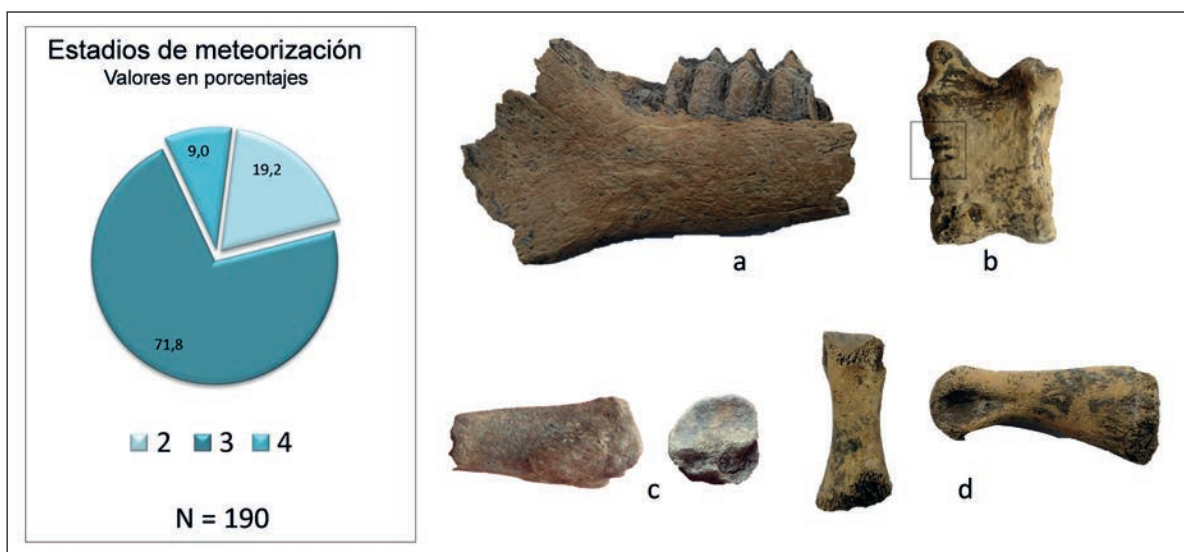 Estadios de meteorización
Valores en porcentajes
9,0
19,2
71,8
2 3 4
N = 190
a
b
c
d